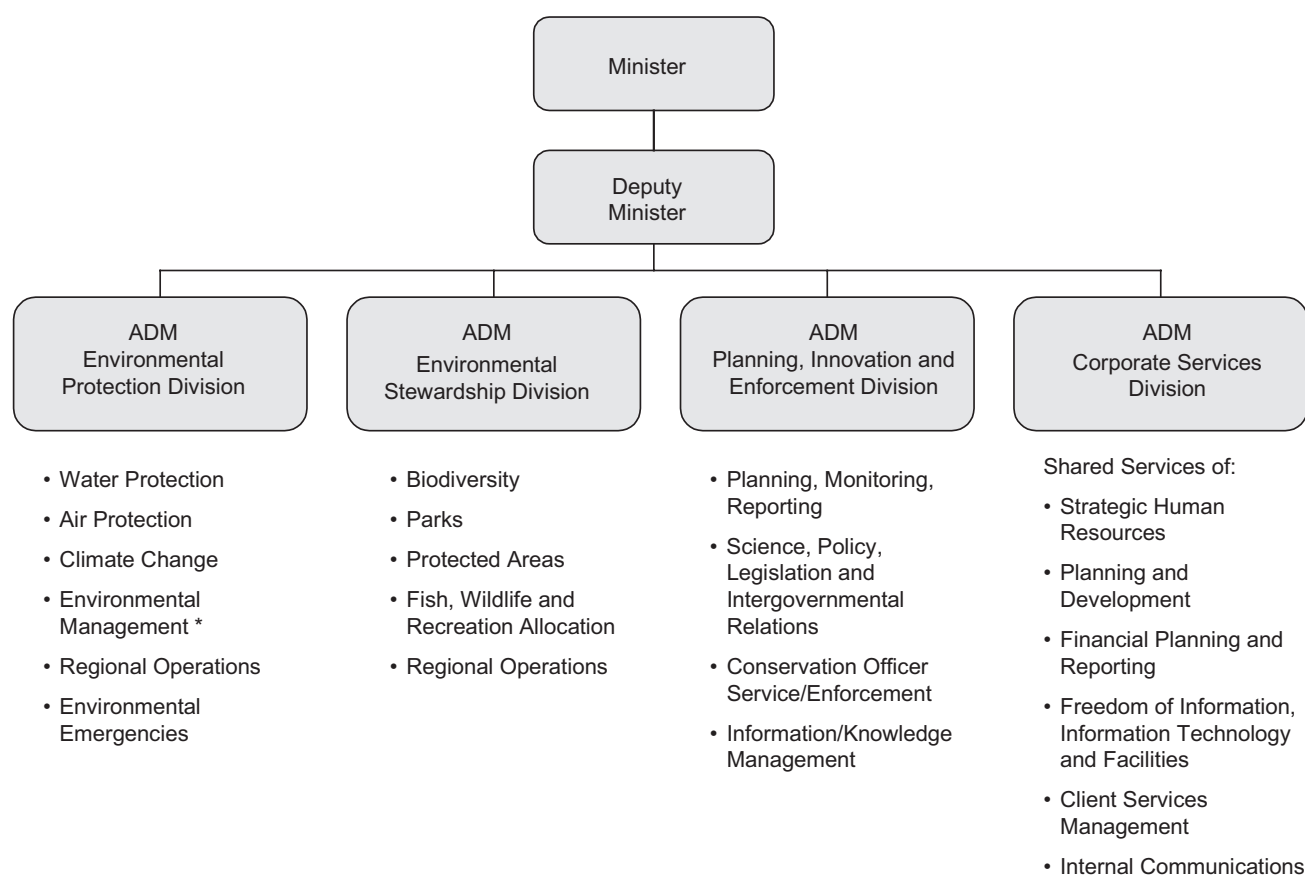 Minister
Deputy
Minister
ADM
Environmental
Protection Division
ADM
Environmental
Stewardship Division
ADM
Planning, Innovation and
Enforcement Division
ADM
Corporate Services
Division
• Water Protection
• Air Protection
• Climate Change
• Environmental
Management *
• Regional Operations
• Environmental
Emergencies
• Biodiversity
• Parks
• Protected Areas
• Fish, Wildlife and
Recreation Allocation
• Regional Operations
• Planning, Monitoring,
Reporting
• Science, Policy,
Legislation and
Intergovernmental
Relations
• Conservation Officer
Service/Enforcement
• Information/Knowledge
Management
Shared Services of:
• Strategic Human
Resources
• Planning and
Development
• Financial Planning and
Reporting
• Freedom of Information,
Information Technology
and Facilities
• Client Services
Management
• Internal Communications